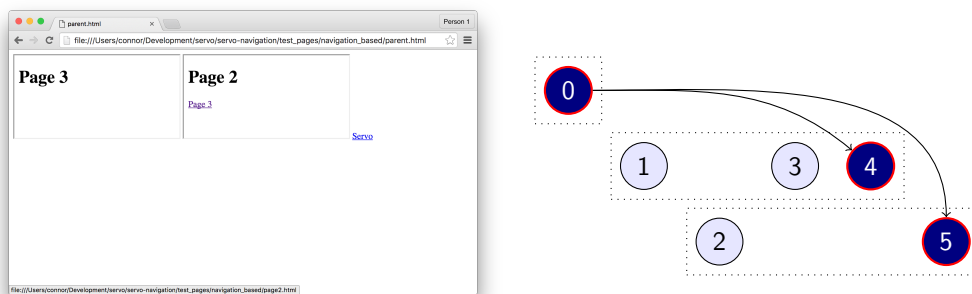 parent.html
Person 1
file:///Users/connor/Development/servo/servo-navigation/test_pages/navigation_based/parent.html
Page 3
Page 2
Page 3
Servo
file:///Users/connor/Development/servo/servo-navigation/test_pages/navigation_based/page2.html
0
1
3
4
2
5